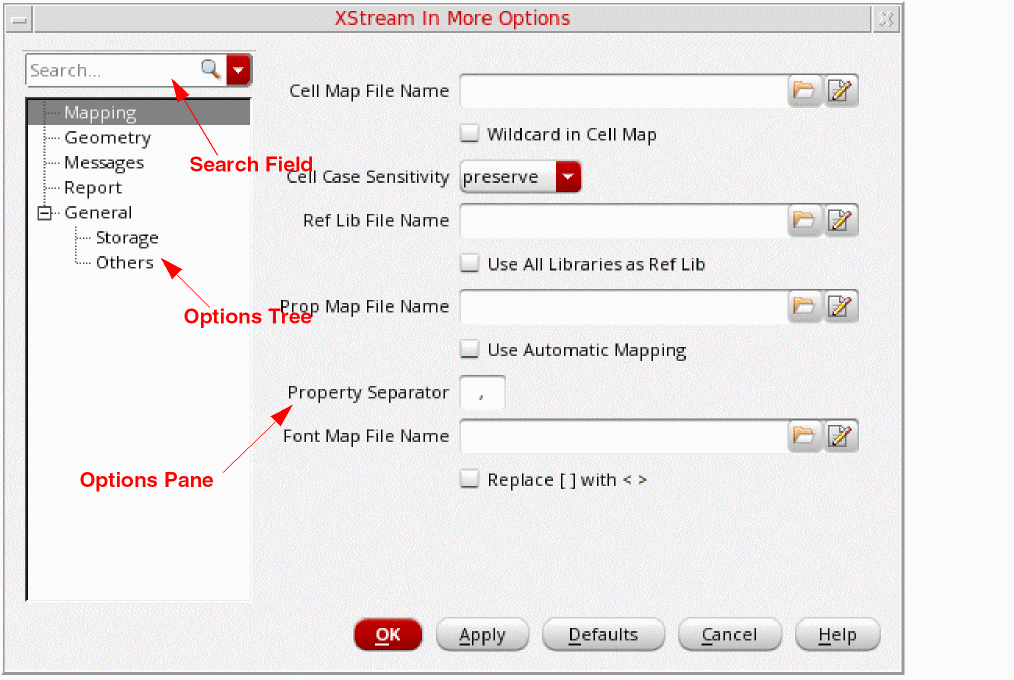 XStream In More Options
Search...
Mapping
Geometry
Messages
Report
General
Storage
Others
Search Field
Options Tree
Options Pane
Cell Map File Name
Wildcard in Cell Map
Cell Case Sensitivity preserve
Ref Lib File Name
Use All Libraries as Ref Lib
Prop Map File Name
Use Automatic Mapping
Property Separator ,
Font Map File Name
Replace [ ] with < >
OK Apply Defaults Cancel Help